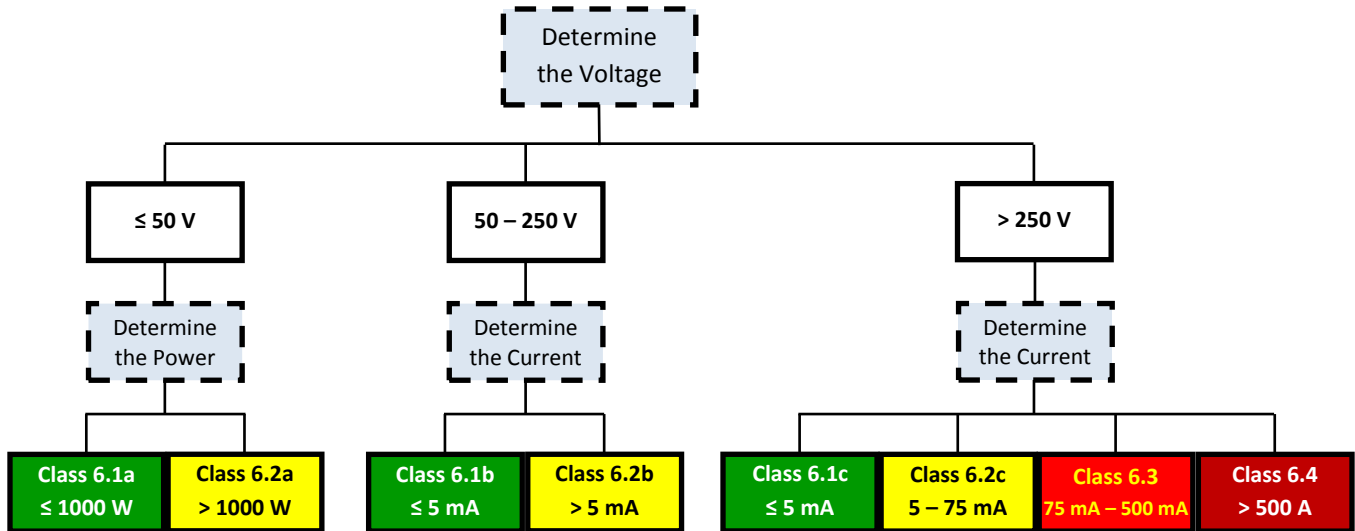 Determine
the Voltage
≤ 50 V
50 – 250 V
> 250 V
Determine
the Power
Determine
the Current
Determine
the Current
Class 6.1a
≤ 1000 W
Class 6.2a
> 1000 W
Class 6.1b
≤ 5 mA
Class 6.2b
> 5 mA
Class 6.1c
≤ 5 mA
Class 6.2c
5 – 75 mA
Class 6.3
75 mA – 500 mA
Class 6.4
> 500 A